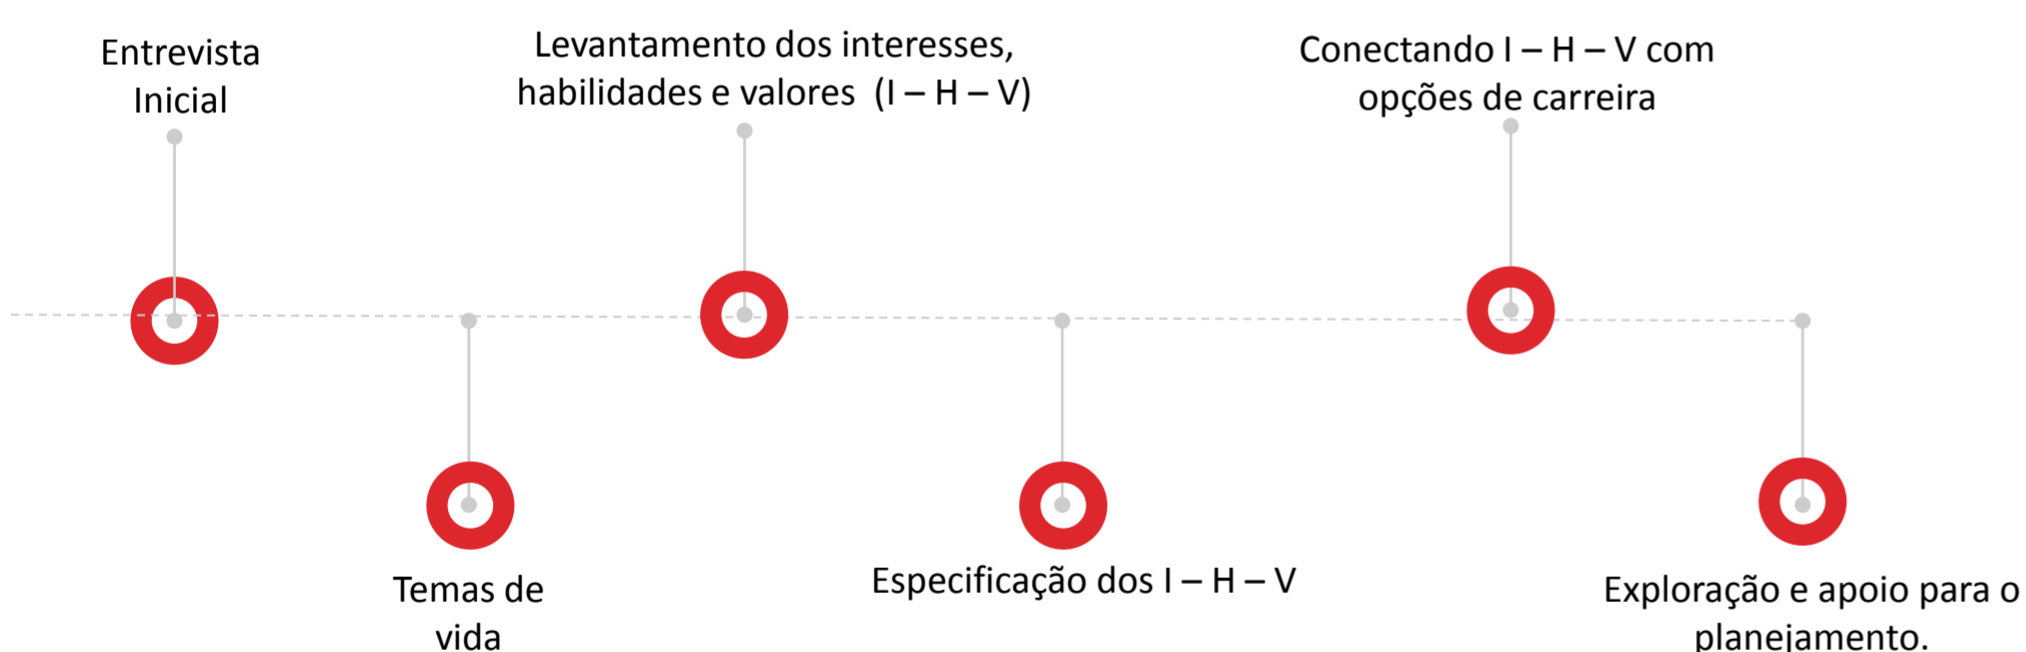 Entrevista
Inicial
Temas de
vida
Levantamento dos interesses,
habilidades e valores (I – H – V)
Especificação dos I – H – V
Conectando I – H – V com
opções de carreira
Exploração e apoio para o
planejamento.